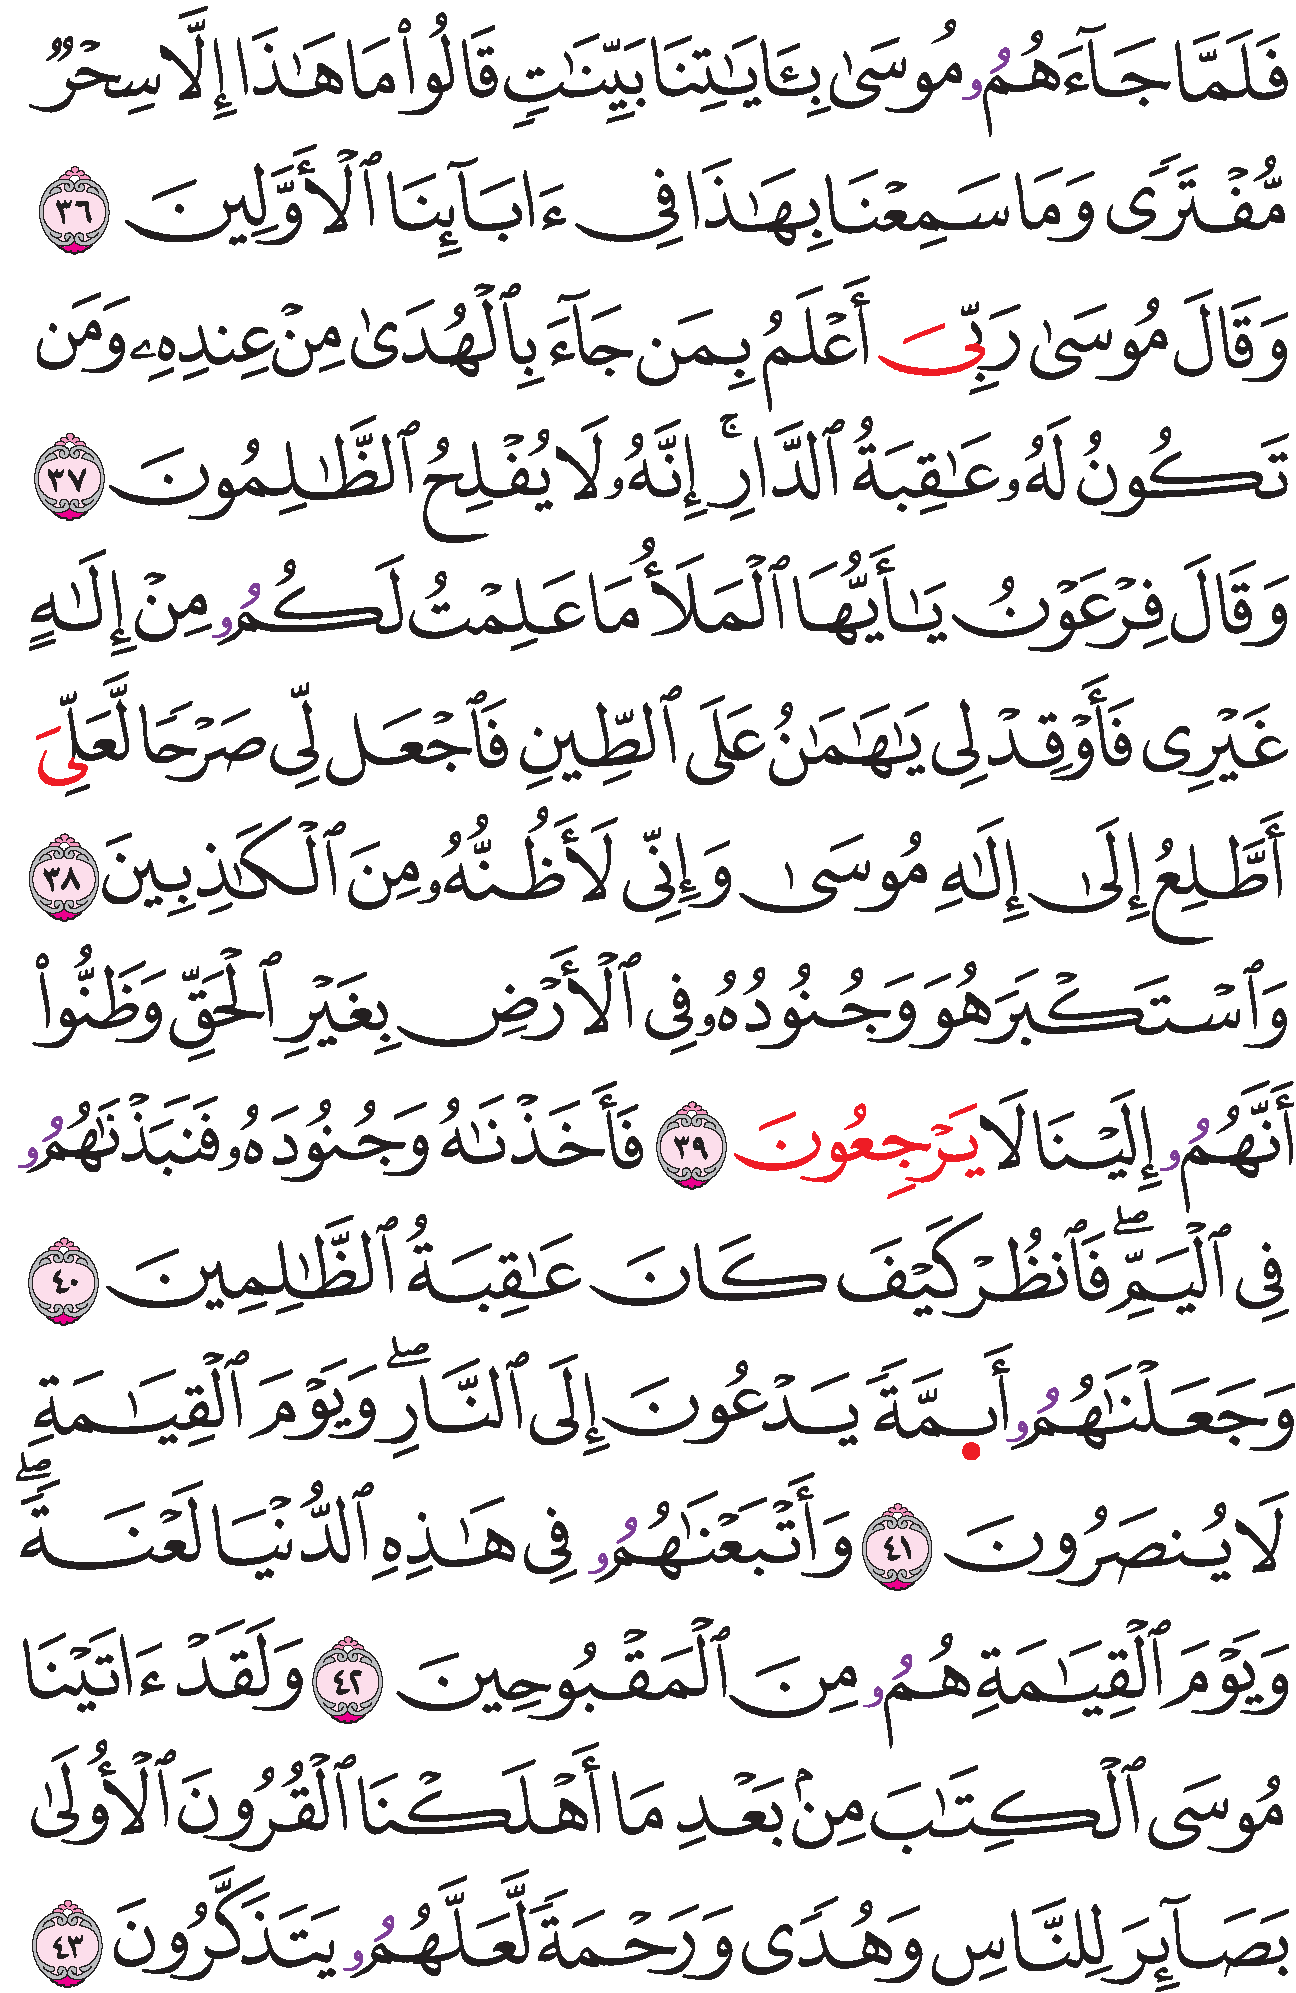 فَلَمَّا جَآءَهُمُۥ مُوسَىٰ بِـَٔايَـٰتِنَا بَيِّنَـٰتٍ قَالُوا۟ مَا هَـٰذَا إِلَّا سِحْرٌ
مُّفْتَرًى وَمَا سَمِعْنَا بِهَـٰذَا فِى ءَابَآئِنَا ٱلْأَوَّلِينَ ٣٦
وَقَالَ مُوسَىٰ رَبِّىَ أَعْلَمُ بِمَن جَآءَ بِٱلْهُدَىٰ مِنْ عِندِهِۦ وَمَن
تَكُونُ لَهُۥ عَـٰقِبَةُ ٱلدَّارِ ۚ إِنَّهُۥ لَا يُفْلِحُ ٱلظَّـٰلِمُونَ ٣٧
وَقَالَ فِرْعَوْنُ يَـٰٓأَيُّهَا ٱلْمَلَأُ مَا عَلِمْتُ لَكُمُۥ مِنْ إِلَـٰهٍ
غَيْرِى فَأَوْقِدْ لِى يَـٰهَـٰمَـٰنُ عَلَى ٱلطِّينِ فَٱجْعَل لِّى صَرْحًا لَّعَلِّىَ
أَطَّلِعُ إِلَىٰ إِلَـٰهِ مُوسَىٰ وَإِنِّى لَأَظُنُّهُۥ مِنَ ٱلْكَـٰذِبِينَ ٣٨
وَٱسْتَكْبَرَ هُوَ وَجُنُودُهُۥ فِى ٱلْأَرْضِ بِغَيْرِ ٱلْحَقِّ وَظَنُّوا۟
أَنَّهُمُۥ إِلَيْنَا لَا يَرْجِعُونَ ٣٩ فَأَخَذْنَـٰهُ وَجُنُودَهُۥ فَنَبَذْنَـٰهُمُۥ
فِى ٱلْيَمِّ ۖ فَٱنظُرْ كَيْفَ كَانَ عَـٰقِبَةُ ٱلظَّـٰلِمِينَ ٤٠
وَجَعَلْنَـٰهُمُۥ أَىِمَّةً يَدْعُونَ إِلَى ٱلنَّارِ ۖ وَيَوْمَ ٱلْقِيَـٰمَةِ
لَا يُنصَرُونَ ٤١ وَأَتْبَعْنَـٰهُمُۥ فِى هَـٰذِهِ ٱلدُّنْيَا لَعْنَةً ۖ
وَيَوْمَ ٱلْقِيَـٰمَةِ هُمُۥ مِنَ ٱلْمَقْبُوحِينَ ٤٢ وَلَقَدْ ءَاتَيْنَا
مُوسَى ٱلْكِتَـٰبَ مِنۢ بَعْدِ مَا أَهْلَكْنَا ٱلْقُرُونَ ٱلْأُولَىٰ
بَصَآئِرَ لِلنَّاسِ وَهُدًى وَرَحْمَةً لَّعَلَّهُمُۥ يَتَذَكَّرُونَ ٤٣